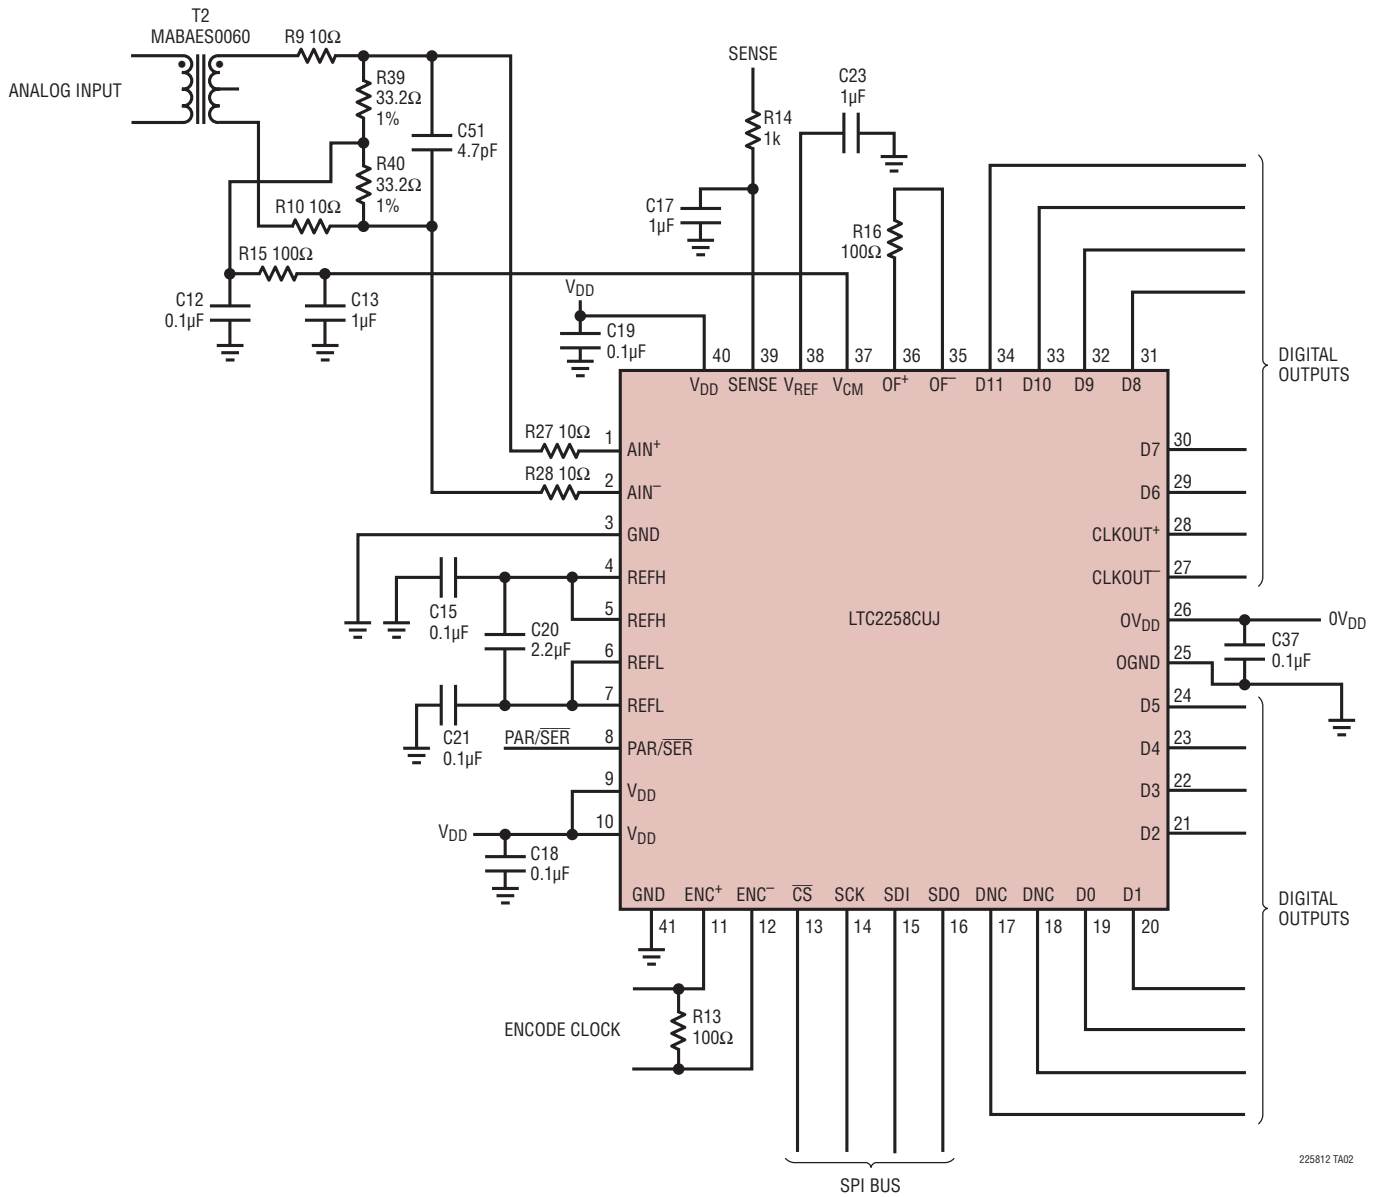 T2
MABAES0060
ANALOG INPUT
R9 10Ω
R39
33.2Ω
1%
C51
4.7pF
R40
33.2Ω
1%
R10 10Ω
R15 100Ω
C12
0.1µF
C13
1µF
SENSE
R14
1k
C23
1µF
C17
1µF
R16
100Ω
VDD
C19
0.1µF
40
39
38
37
36
35
34
33
32
31
VDD
SENSE
VREF
VCM
OF+
OF–
D11
D10
D9
D8
DIGITAL
OUTPUTS
R27 10Ω
1
AIN+
R28 10Ω
2
AIN–
3
GND
4
REFH
5
REFH
6
REFL
7
REFL
8
PAR/SER
PAR/SER
9
VDD
10
VDD
VDD
C15
0.1µF
C20
2.2µF
C21
0.1µF
C18
0.1µF
LTC2258CUJ
D7
30
D6
29
CLKOUT+
28
CLKOUT–
27
OVDD
26
0VDD
C37
0.1µF
OGND
25
D5
24
D4
23
D3
22
D2
21
GND
ENC+
ENC–
CS
SCK
SDI
SDO
DNC
DNC
D0
D1
41
11
12
13
14
15
16
17
18
19
20
DIGITAL
OUTPUTS
ENCODE CLOCK
R13
100Ω
SPI BUS
225812 TA02